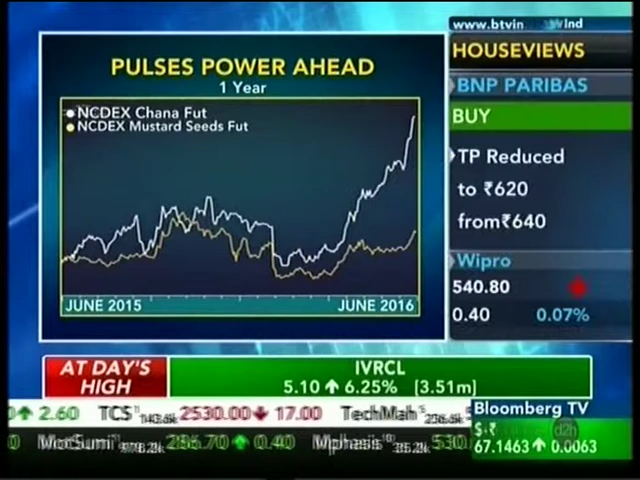 www.btvin
Ind
HOUSEVIEWS
PULSES POWER AHEAD
1 Year
BNP PARIBAS
NCDEX Chana Fut
NCDEX Mustard Seeds Fut
BUY
TP Reduced
to ₹620
from ₹640
Wipro
540.80
0.40 0.07%
JUNE 2015 JUNE 2016
AT DAY'S
HIGH
IVRCL
5.10 6.25% [3.51m]
2.60 TCS 2530.00 17.00 TechMah
Bloomberg TV
$-₹
d2h
0.40 Mphasis 530
67.1463 0.0063